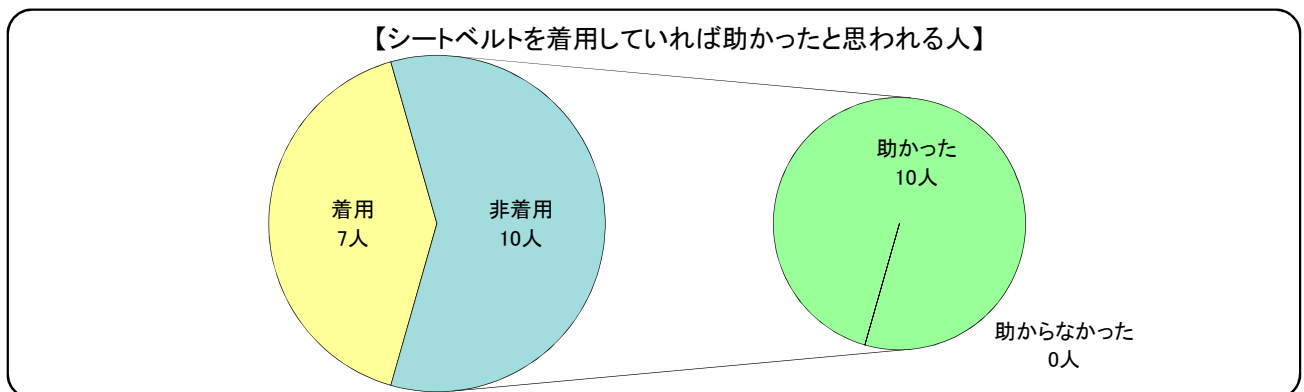 【シートベルトを着用していれば助かったと思われる人】
着用
7人
非着用
10人
助かった
10人
助からなかった
0人